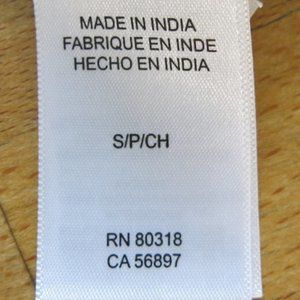 MADE IN INDIA
FABRIQUE EN INDE
HECHO EN INDIA
S/P/CH
RN 80318
CA 56897